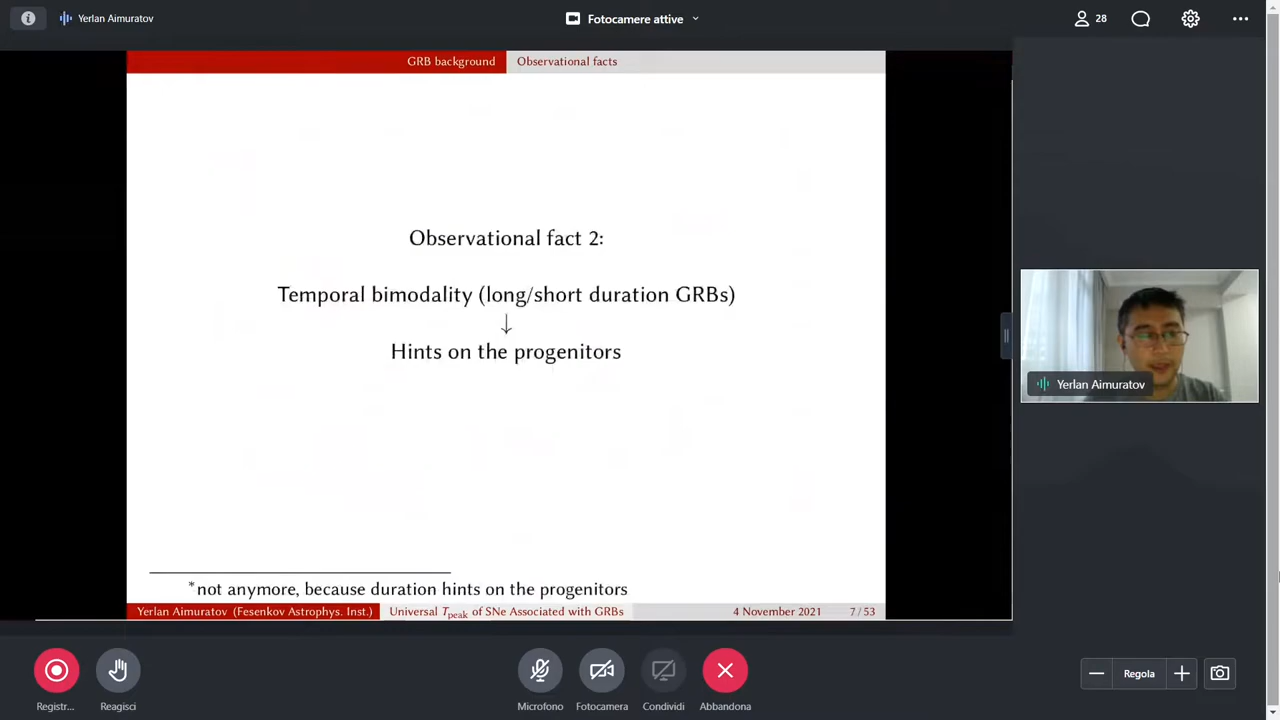 Yerlan Aimuratov
Fotocamere attive
28
GRB background
Observational facts
Observational fact 2:
Temporal bimodality (long/short duration GRBs)
↓
Hints on the progenitors
Yerlan Aimuratov
*not anymore, because duration hints on the progenitors
Yerlan Aimuratov (Fesenkov Astrophys. Inst.)
Universal Tpeak of SNe Associated with GRBs
4 November 2021
7 / 53
Registr...
Reagisci
Microfono
Fotocamera
Condividi
Abbandona
Regola